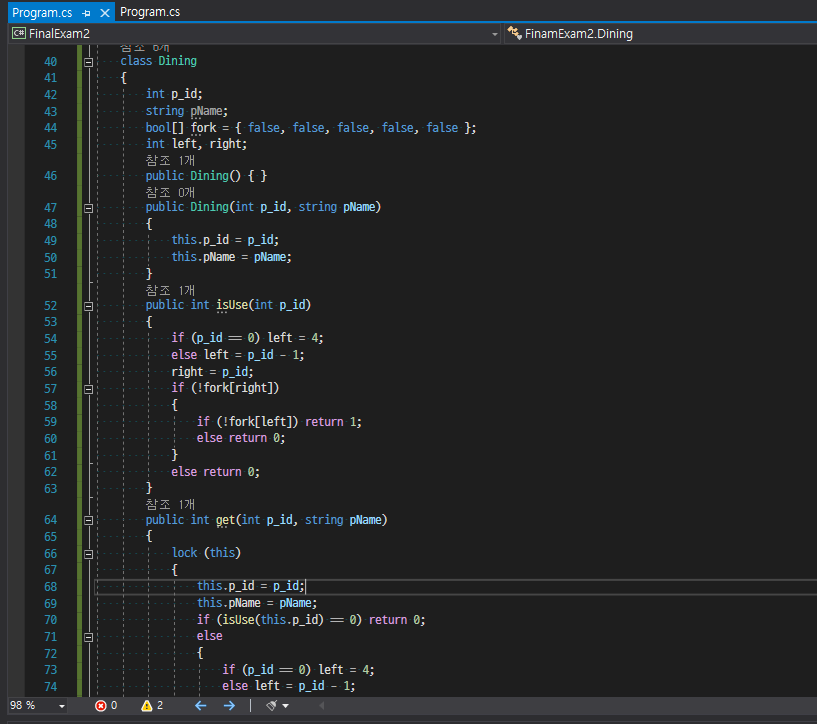 Program.cs Program.cs
FinalExam2 FinamExam2.Dining
참조 6개
40 class Dining
41 {
42 int p_id;
43 string pName;
44 bool[] fork = { false, false, false, false, false };
45 int left, right;
참조 1개
46 public Dining() { }
참조 0개
47 public Dining(int p_id, string pName)
48 {
49 this.p_id = p_id;
50 this.pName = pName;
51 }
참조 1개
52 public int isUse(int p_id)
53 {
54 if (p_id == 0) left = 4;
55 else left = p_id - 1;
56 right = p_id;
57 if (!fork[right])
58 {
59 if (!fork[left]) return 1;
60 else return 0;
61 }
62 else return 0;
63 }
참조 1개
64 public int get(int p_id, string pName)
65 {
66 lock (this)
67 {
68 this.p_id = p_id;
69 this.pName = pName;
70 if (isUse(this.p_id) == 0) return 0;
71 else
72 {
73 if (p_id == 0) left = 4;
74 else left = p_id - 1;
98 % 0 2